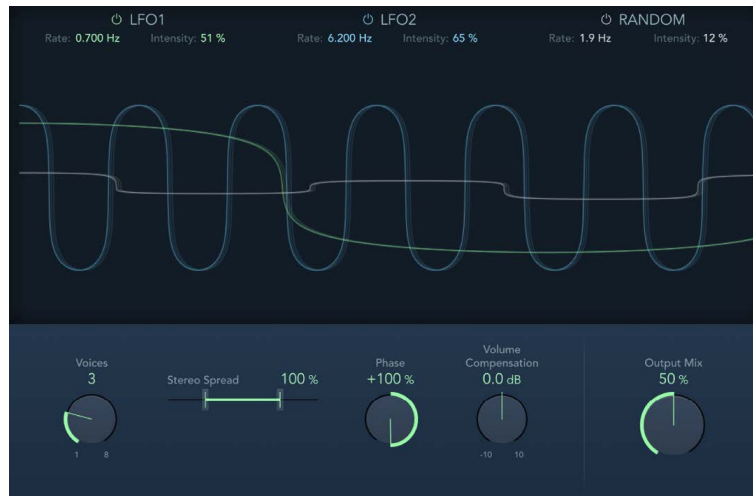 LFO1
LFO2
RANDOM
Rate: 0.700 Hz Intensity: 51 %
Rate: 6.200 Hz Intensity: 65 %
Rate: 1.9 Hz Intensity: 12 %
Voices
3
1 8
Stereo Spread 100 %
Phase
+100 %
Volume
Compensation
0.0 dB
-10 10
Output Mix
50 %